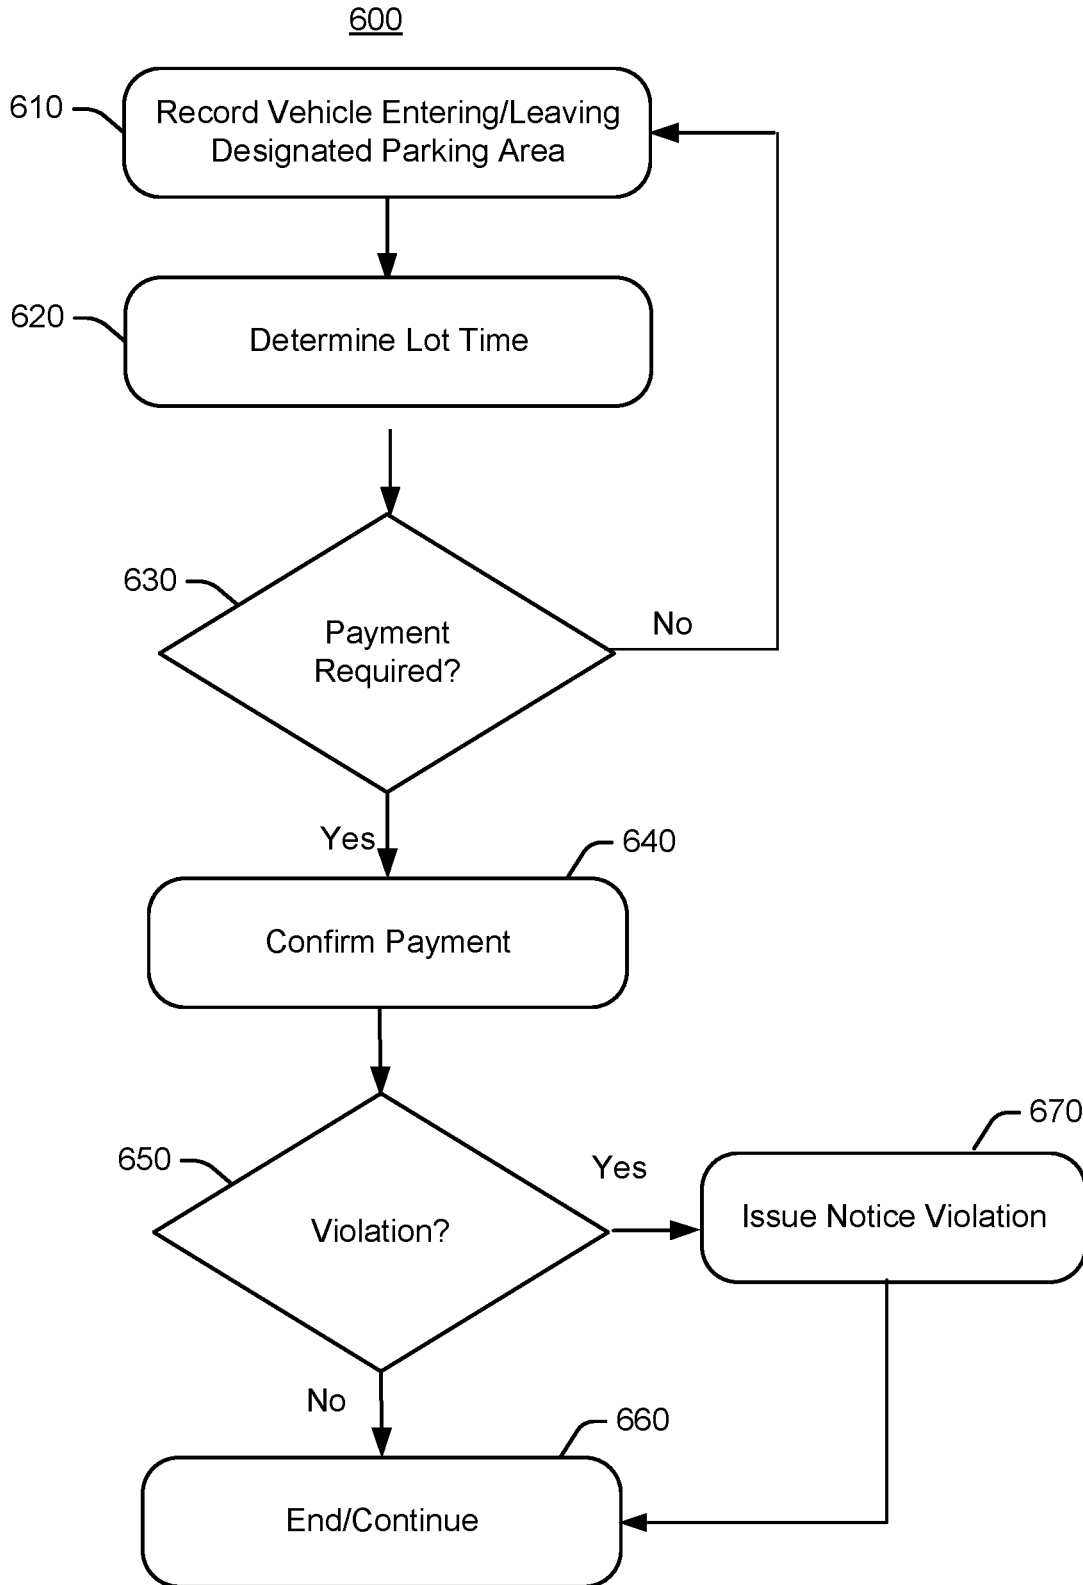 600
610
Record Vehicle Entering/Leaving
Designated Parking Area
620
Determine Lot Time
630
Payment
Required?
No
Yes
640
Confirm Payment
650
Violation?
Yes
670
Issue Notice Violation
No
660
End/Continue